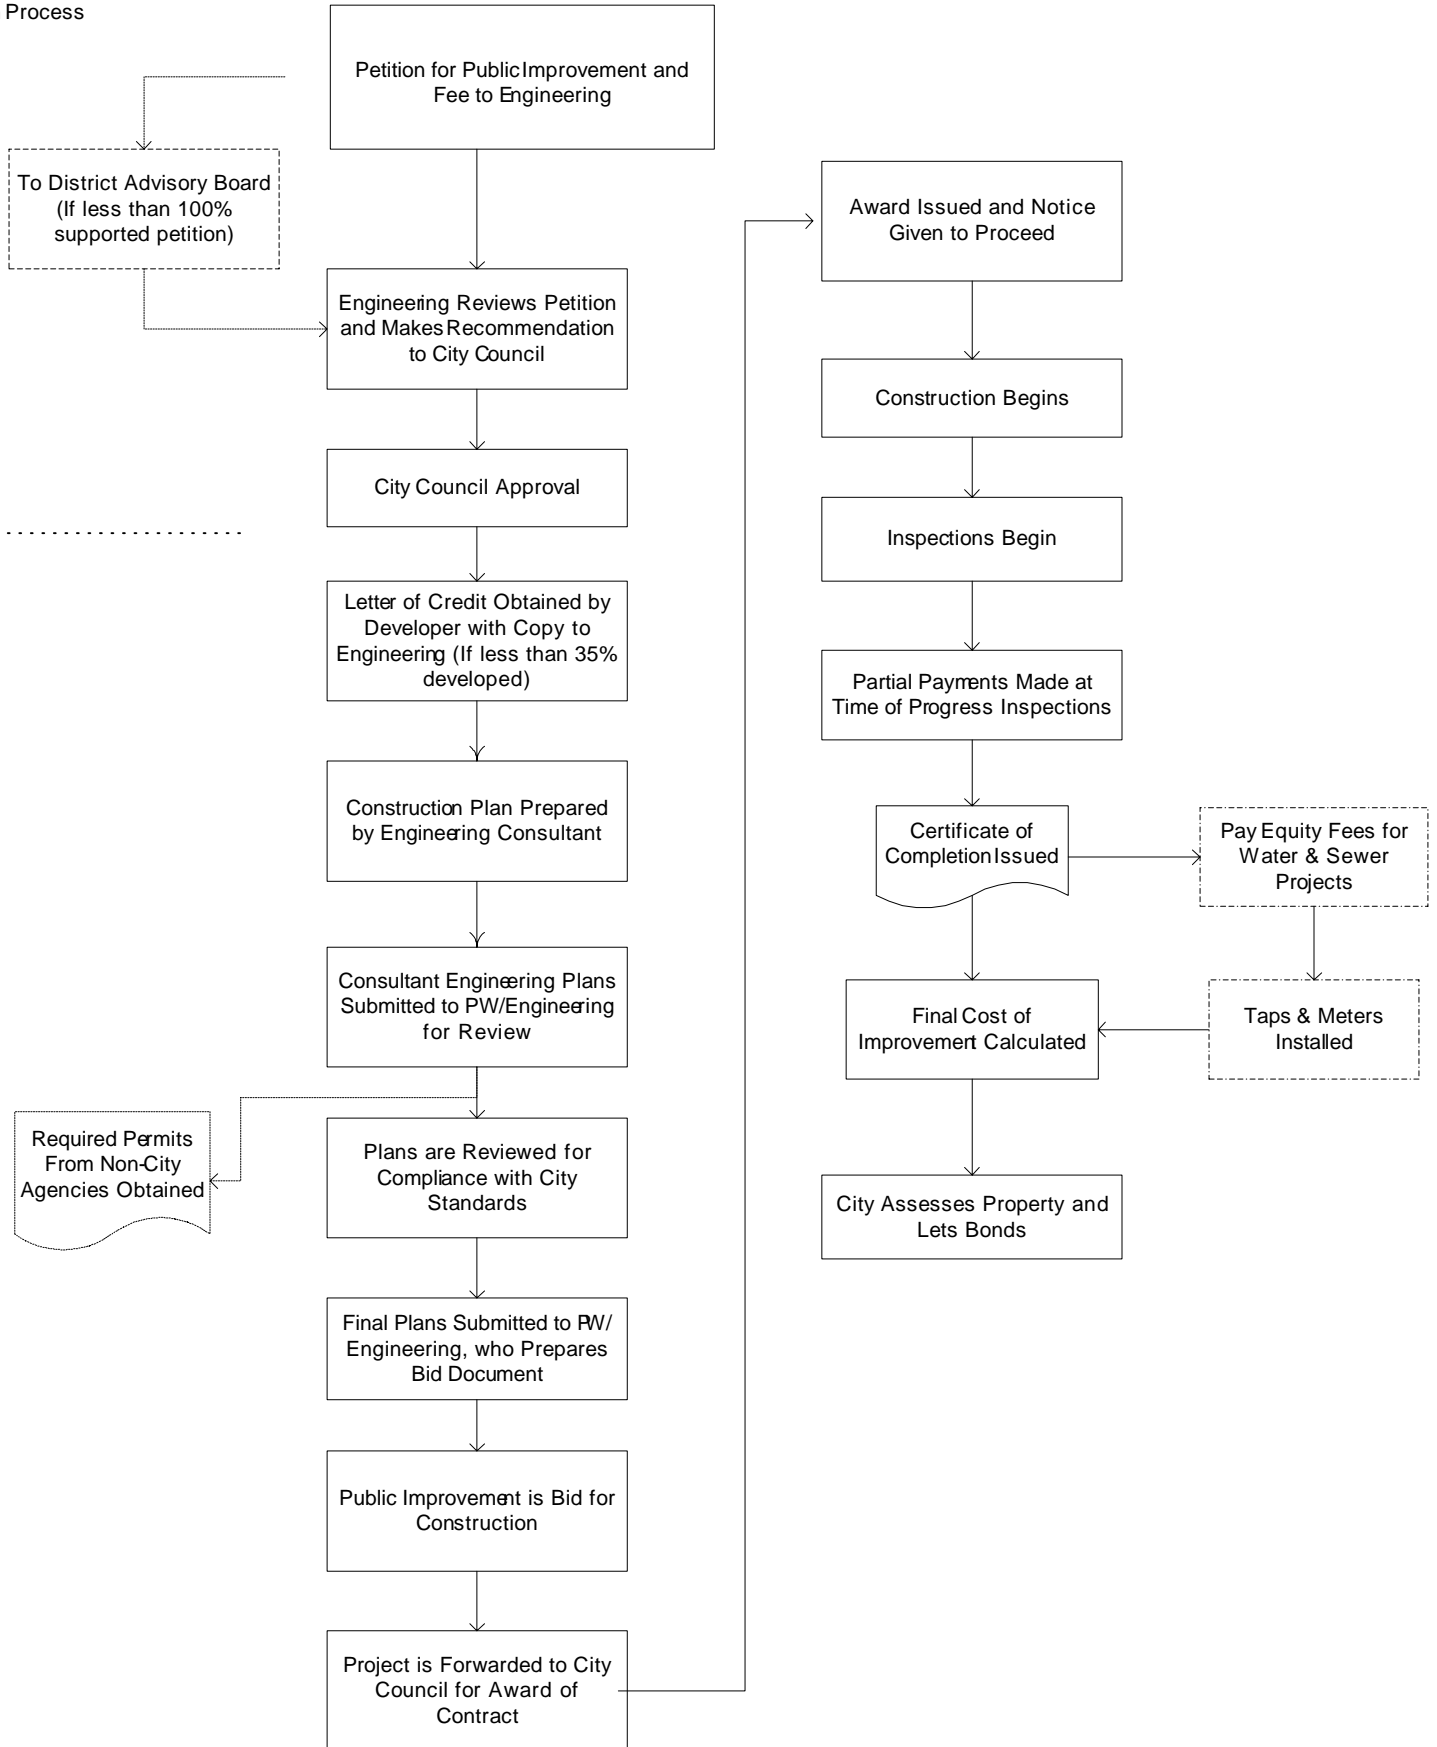 Process
Petition for Public Improvement and
Fee to Engineering
To District Advisory Board
(If less than 100%
supported petition)
Engineering Reviews Petition
and Makes Recommendation
to City Council
City Council Approval
Letter of Credit Obtained by
Developer with Copy to
Engineering (If less than 35%
developed)
Construction Plan Prepared
by Engineering Consultant
Consultant Engineering Plans
Submitted to PW/Engineering
for Review
Required Permits
From Non-City
Agencies Obtained
Plans are Reviewed for
Compliance with City
Standards
Final Plans Submitted to PW/
Engineering, who Prepares
Bid Document
Public Improvement is Bid for
Construction
Project is Forwarded to City
Council for Award of
Contract
Award Issued and Notice
Given to Proceed
Construction Begins
Inspections Begin
Partial Payments Made at
Time of Progress Inspections
Certificate of
Completion Issued
Pay Equity Fees for
Water & Sewer
Projects
Taps & Meters
Installed
Final Cost of
Improvement Calculated
City Assesses Property and
Lets Bonds